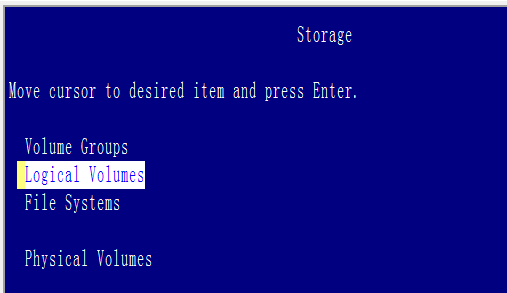 Storage
Move cursor to desired item and press Enter.
Volume Groups
Logical Volumes
File Systems
Physical Volumes